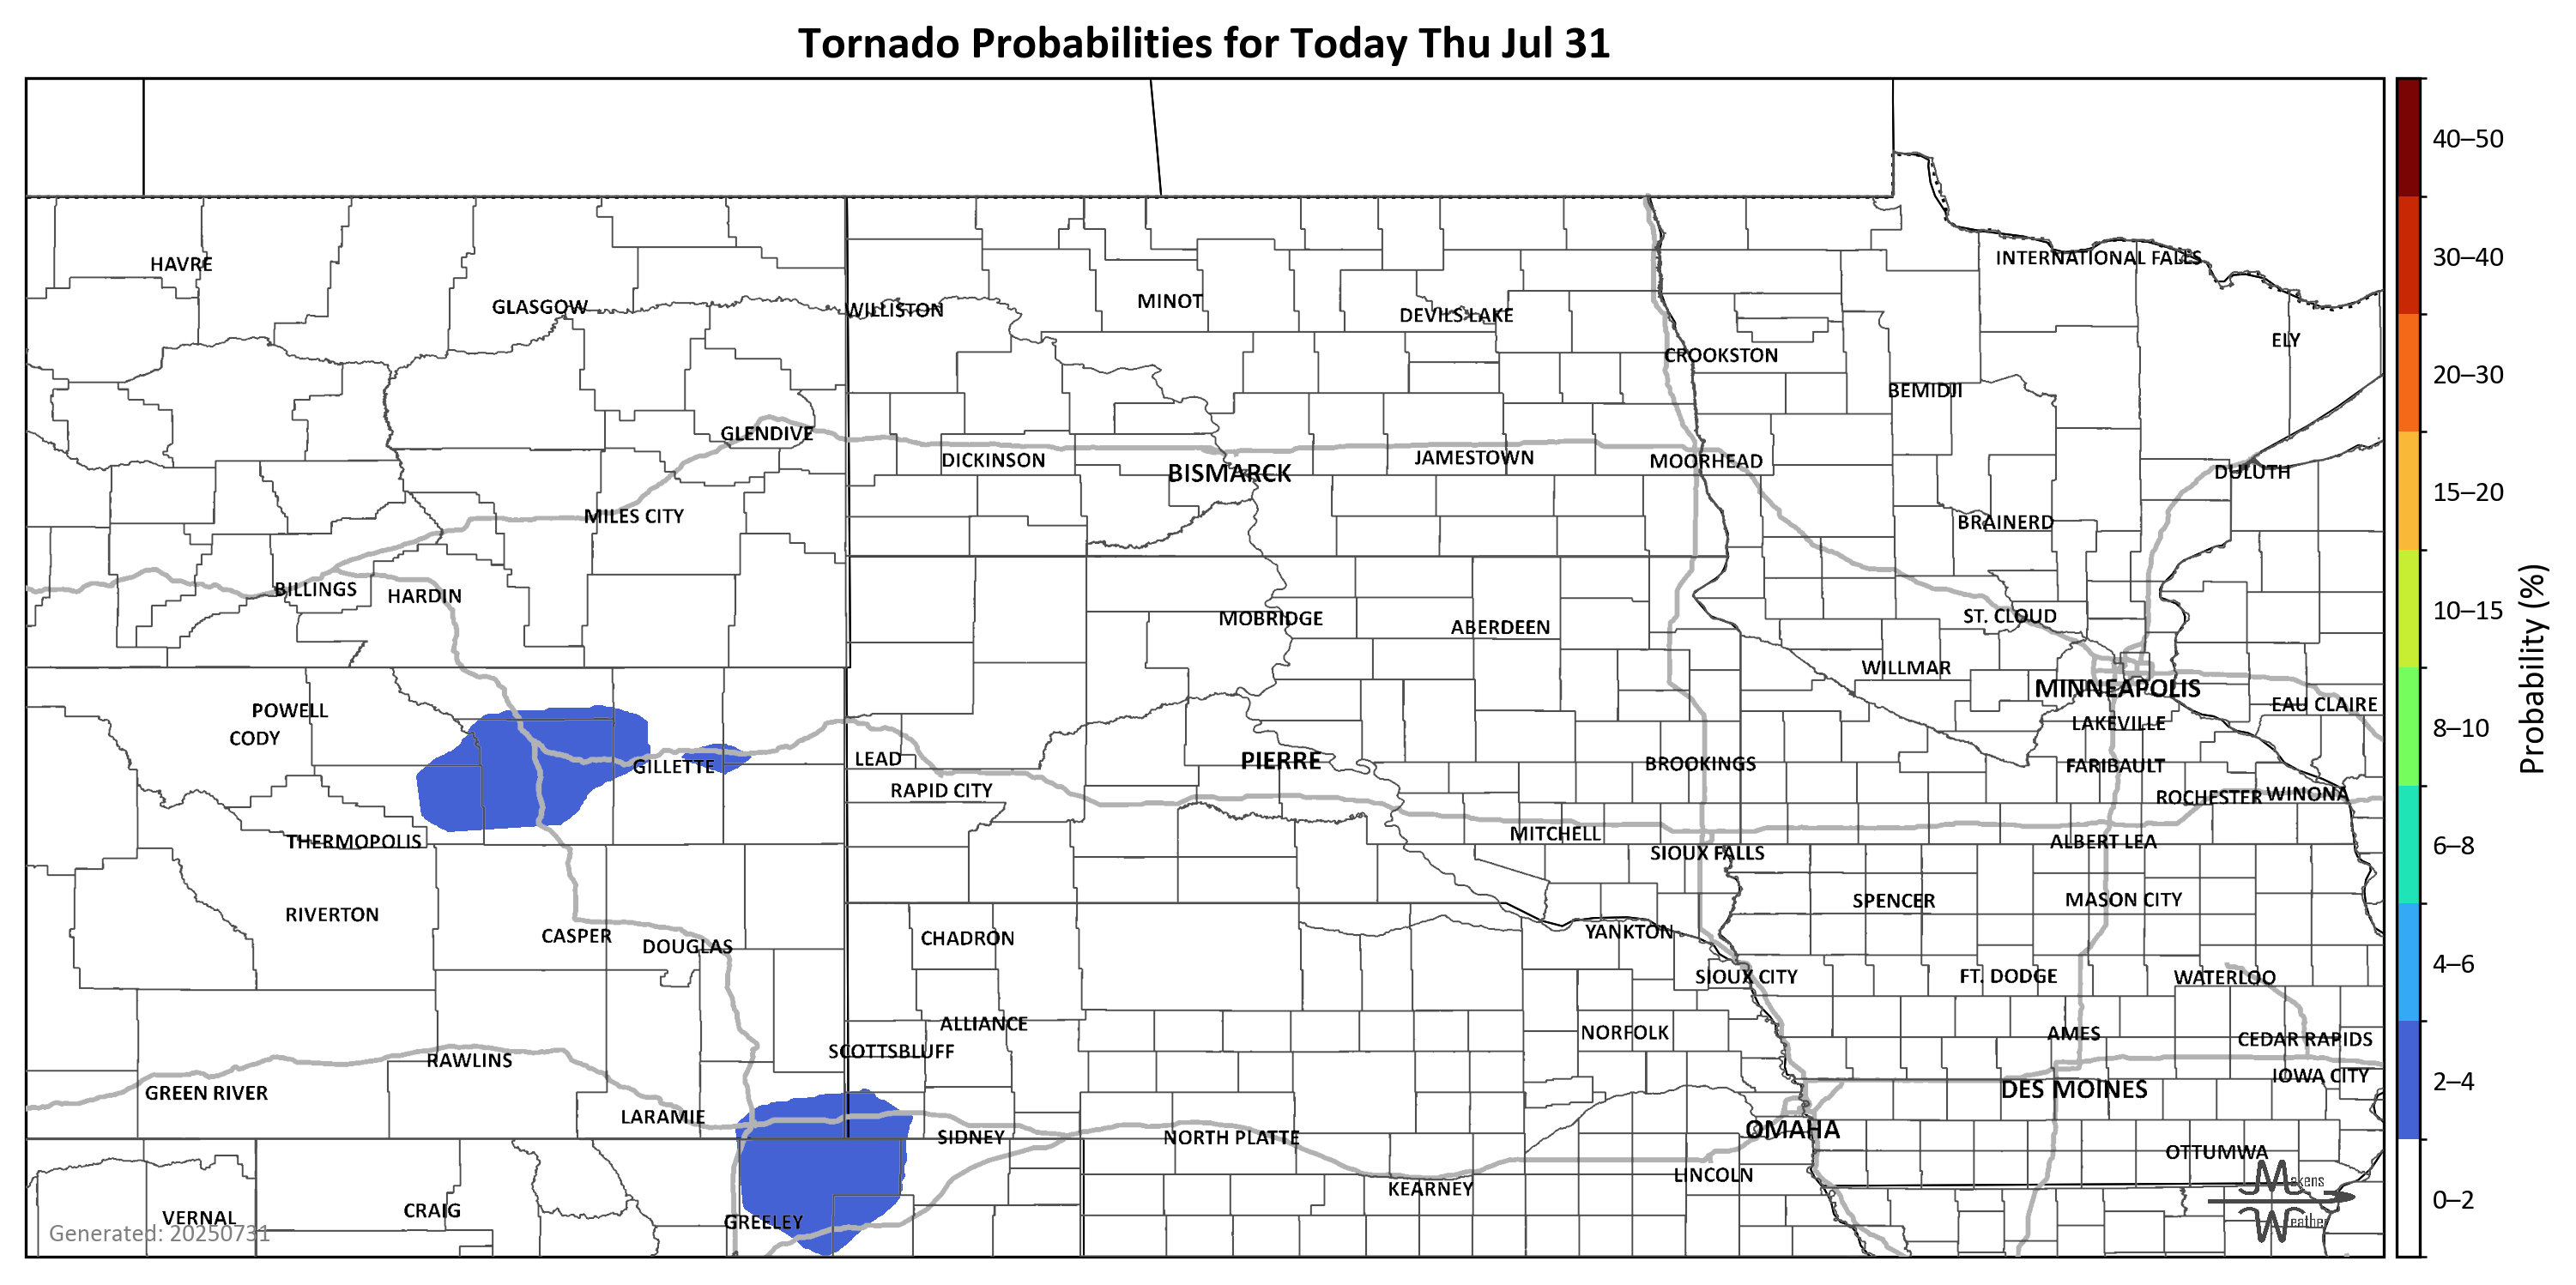 Tornado Probabilities for Today Thu Jul 31
HAVRE
GLASGOW
WILLISTON
MINOT
DEVILS LAKE
INTERNATIONAL FALLS
ELY
CROOKSTON
BEMIDJI
GLENDIVE
DICKINSON
BISMARCK
JAMESTOWN
MOORHEAD
DULUTH
MILES CITY
BRAINERD
BILLINGS
HARDIN
MOBRIDGE
ABERDEEN
ST. CLOUD
WILLMAR
MINNEAPOLIS
EAU CLAIRE
POWELL
CODY
LAKEVILLE
GILLETTE
LEAD
PIERRE
BROOKINGS
FARIBAULT
RAPID CITY
ROCHESTER
WINONA
THERMOPOLIS
MITCHELL
ALBERT LEA
SIOUX FALLS
RIVERTON
SPENCER
MASON CITY
CASPER
DOUGLAS
CHADRON
YANKTON
SIOUX CITY
FT. DODGE
WATERLOO
ALLIANCE
NORFOLK
AMES
CEDAR RAPIDS
SCOTTSBLUFF
RAWLINS
IOWA CITY
GREEN RIVER
DES MOINES
LARAMIE
SIDNEY
NORTH PLATTE
OMAHA
OTTUMWA
LINCOLN
KEARNEY
VERNAL
CRAIG
GREELEY
Generated: 20250731
Makens
Weather
40–50
30–40
20–30
15–20
10–15
8–10
6–8
4–6
2–4
0–2
Probability (%)